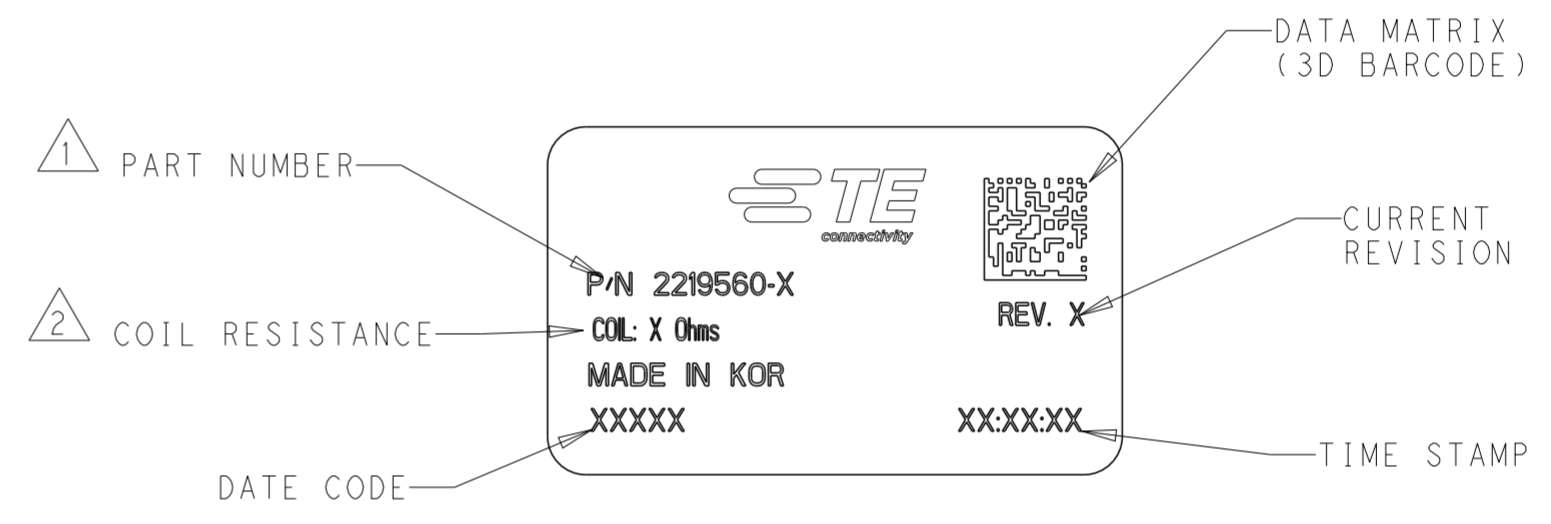 DATA MATRIX
(3D BARCODE)
1 PART NUMBER
TE
connectivity
CURRENT
REVISION
P/N 2219560-X
REV. X
2 COIL RESISTANCE
COIL: X Ohms
MADE IN KOR
XXXXX
XX:XX:XX
TIME STAMP
DATE CODE